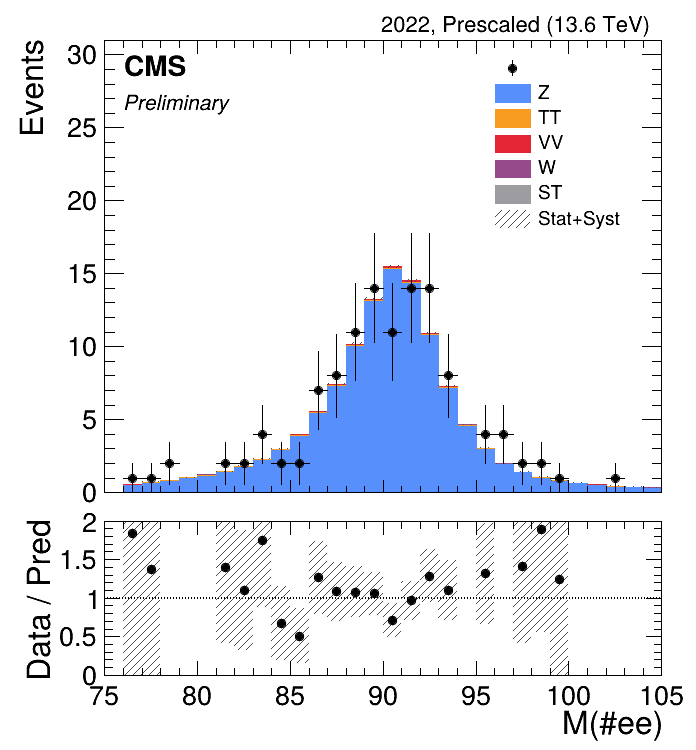 2022, Prescaled (13.6 TeV)
Events
30
25
20
15
10
5
0
CMS
Preliminary
Z
TT
VV
W
ST
Stat+Syst
Data / Pred
2
1.5
1
0.5
0
75 80 85 90 95 100 105
M(#ee)